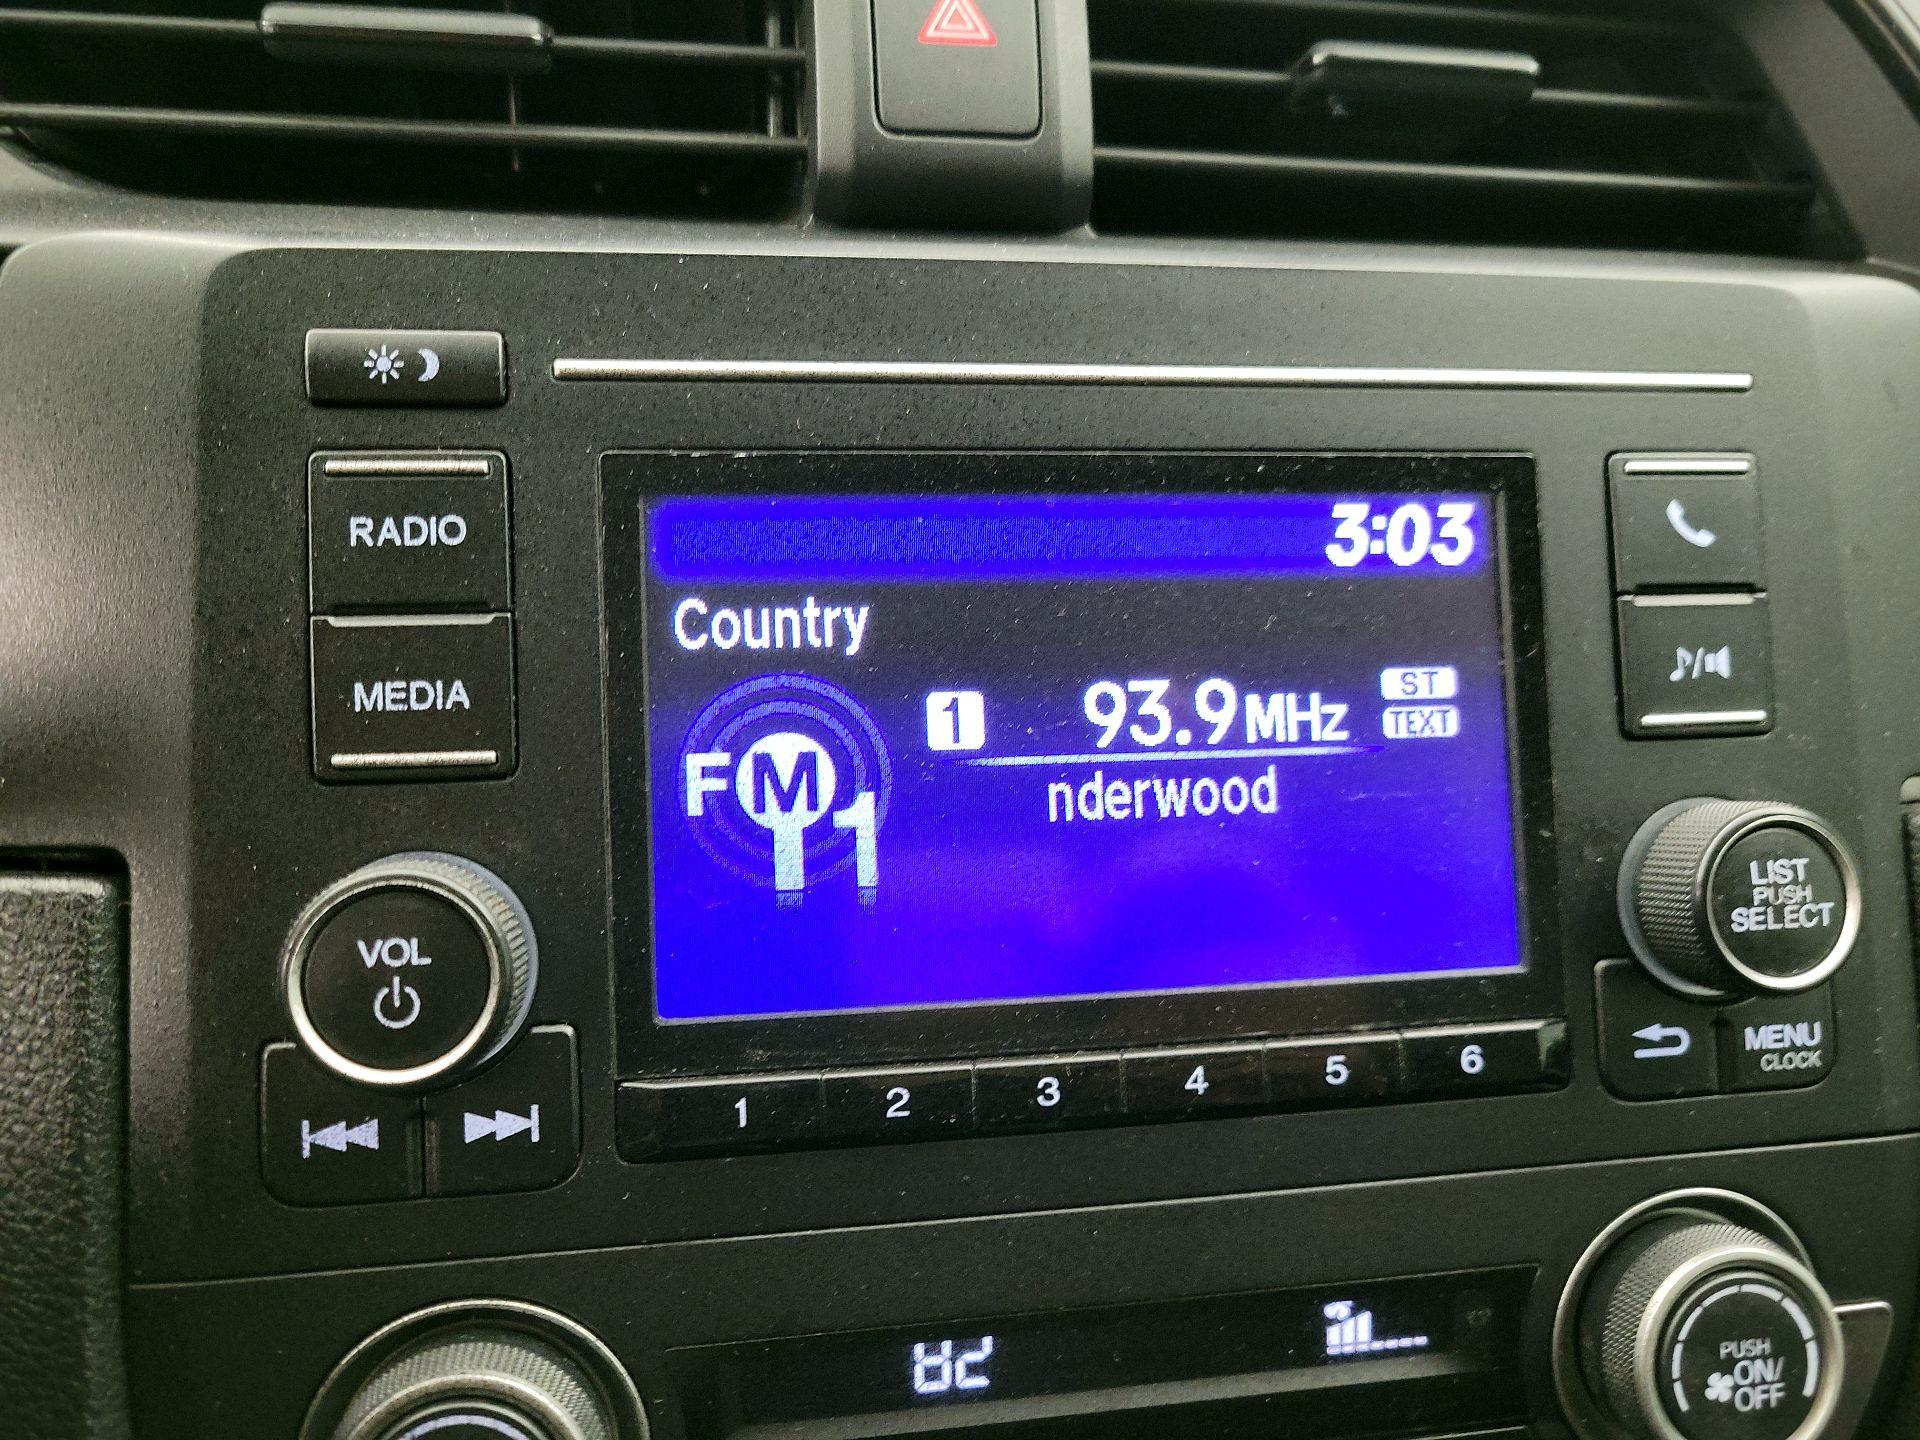 RADIO
MEDIA
3:03
Country
FM 1
1 93.9MHz ST
TEXT
nderwood
LIST
PUSH
SELECT
VOL
MENU
CLOCK
1 2 3 4 5 6
82
PUSH
ON/
OFF